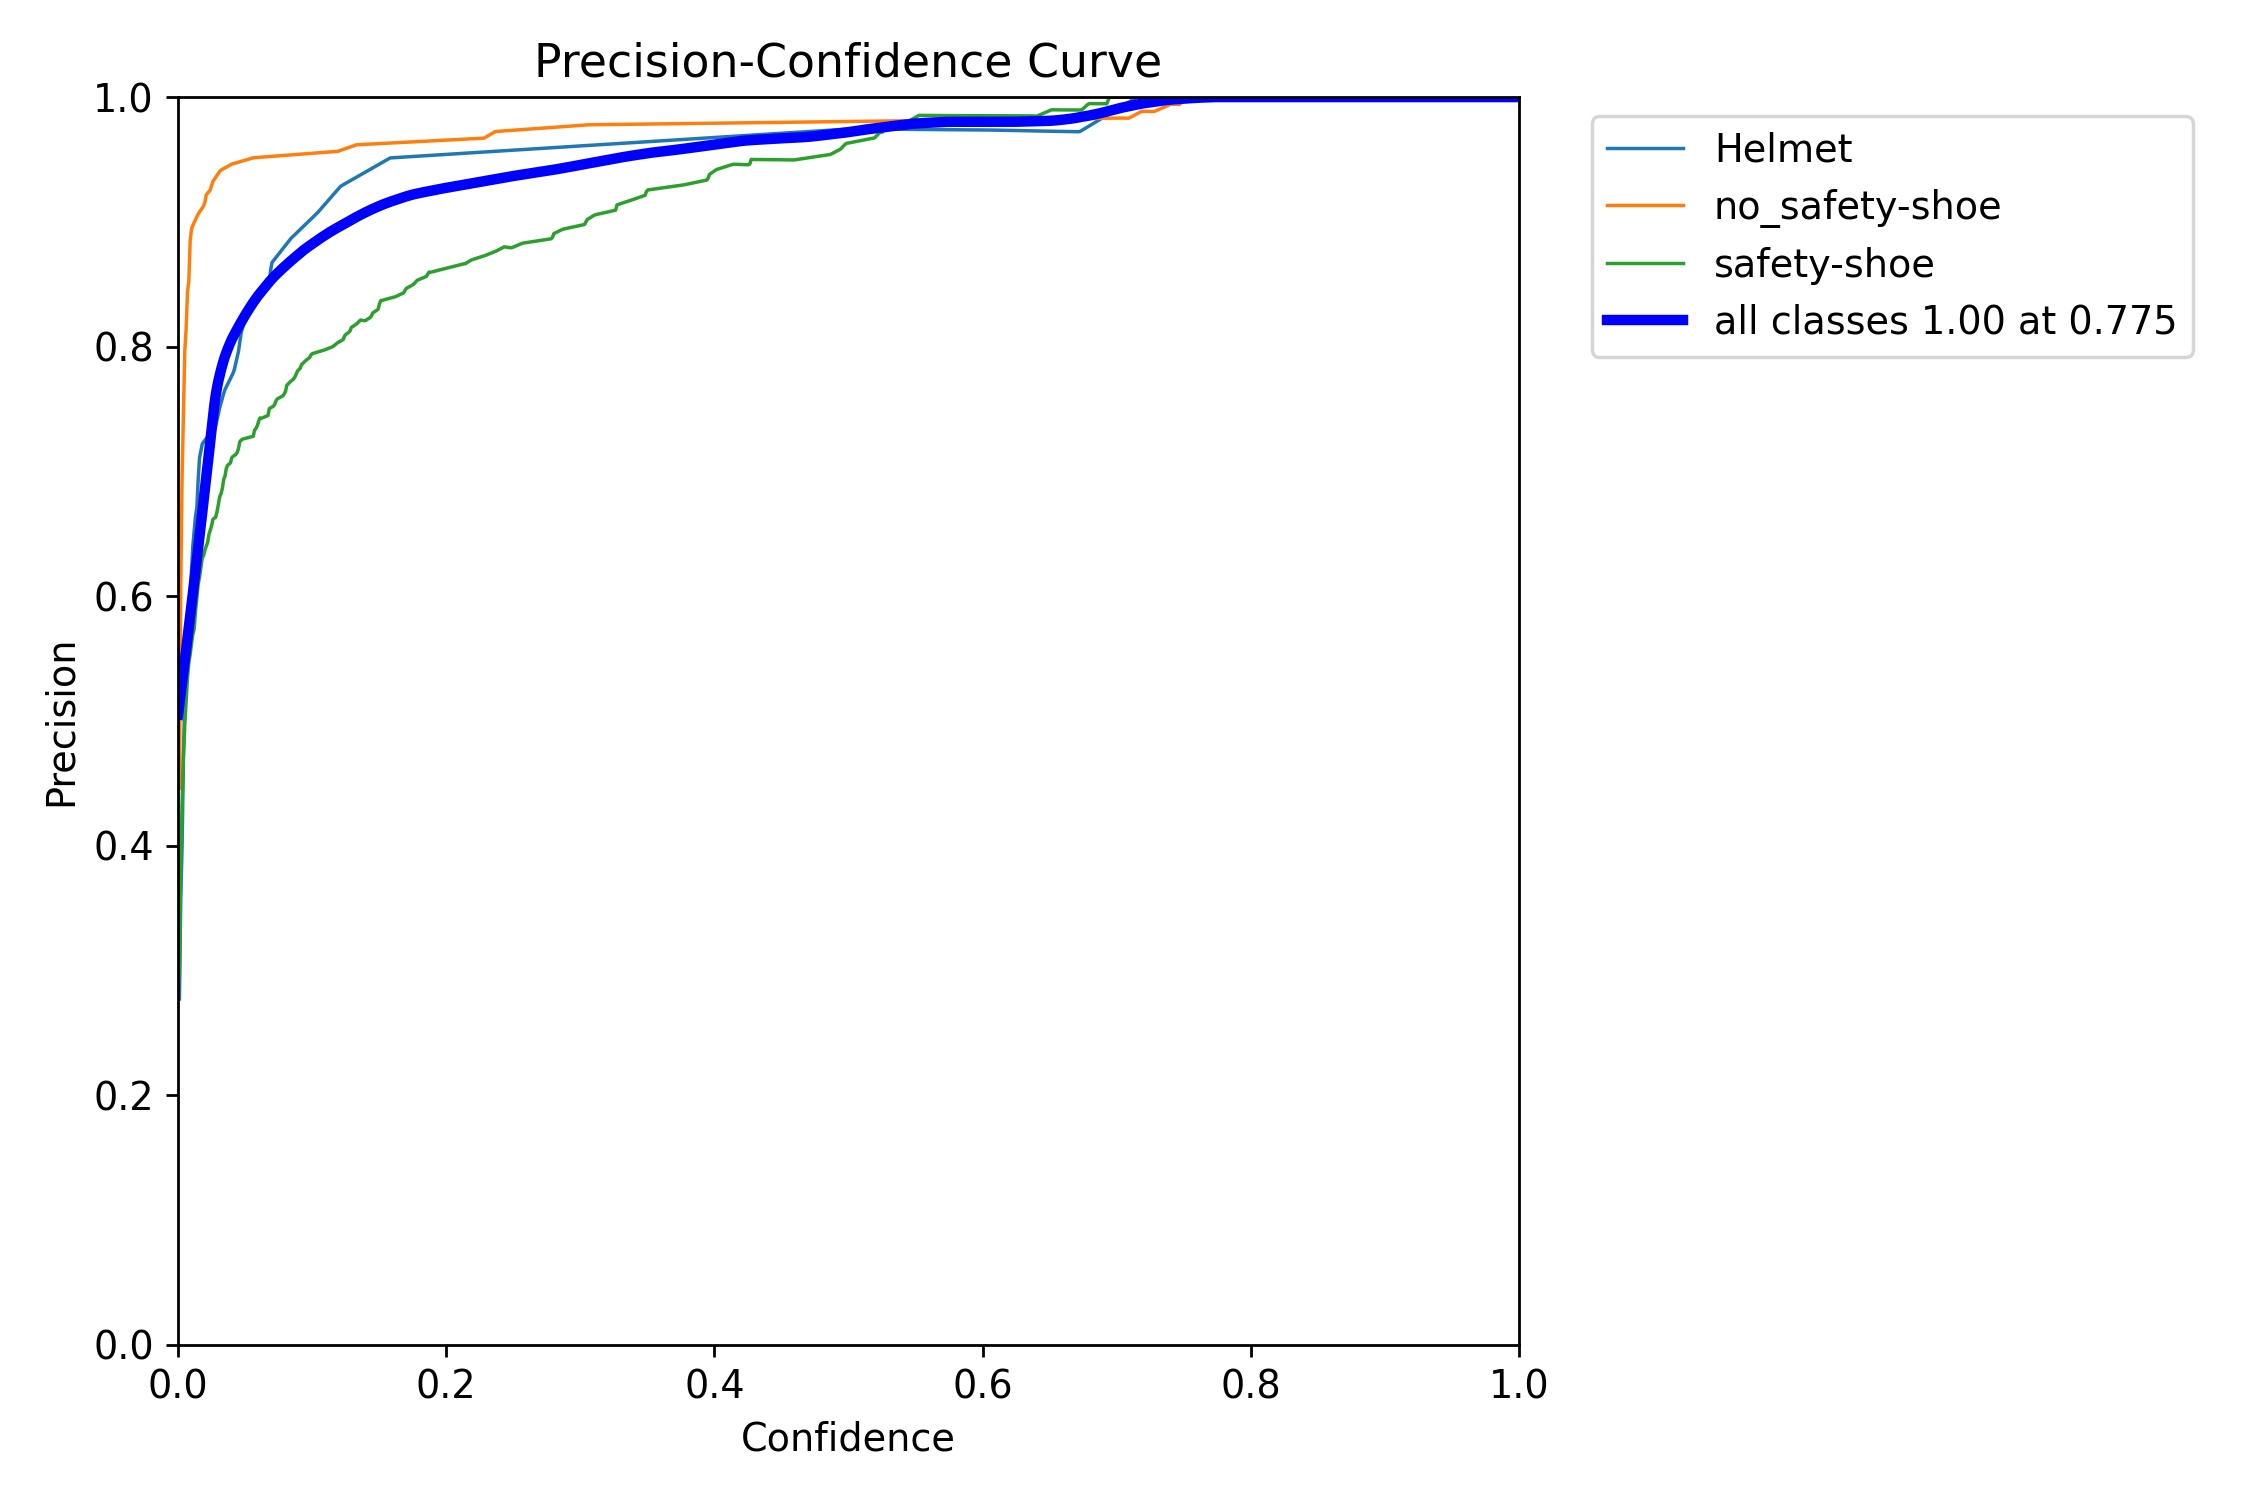 Precision-Confidence Curve
1.0
0.8
0.6
0.4
0.2
0.0
Precision
0.0 0.2 0.4 0.6 0.8 1.0
Confidence
Helmet
no_safety-shoe
safety-shoe
all classes 1.00 at 0.775